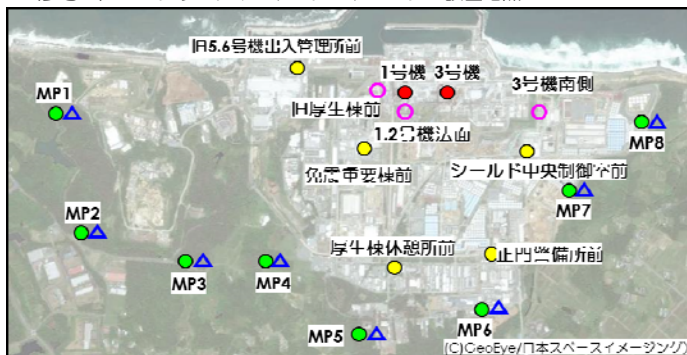 旧5.6号機出入管理所前
1号機
3号機
3号機南側
MP1
旧厚生棟前
1.2号機法面
MP8
免震重要棟前
シールド中央制御室前
MP7
MP2
厚生棟休憩所前
正門警備所前
MP3
MP4
MP6
MP5
(C)GeoEye/日本スペースイメージング)